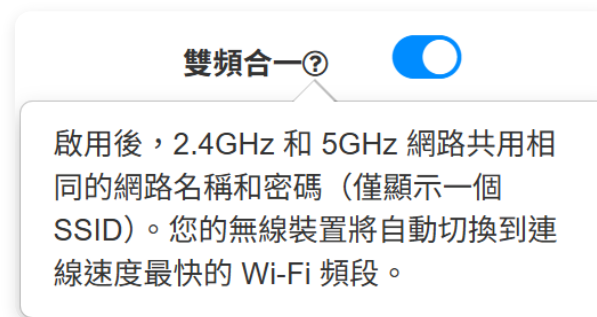 雙頻合一?
啟用後，2.4GHz 和 5GHz 網路共用相
同的網路名稱和密碼（僅顯示一個
SSID）。您的無線裝置將自動切換到連
線速度最快的 Wi-Fi 頻段。